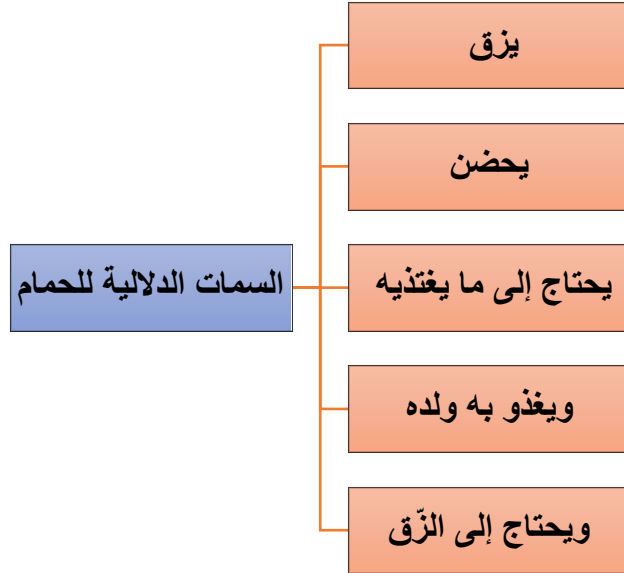 السمات الدلالية للحمام
يزق
يحضن
يحتاج إلى ما يغتذيه
ويغذو به ولده
ويحتاج إلى الزّق